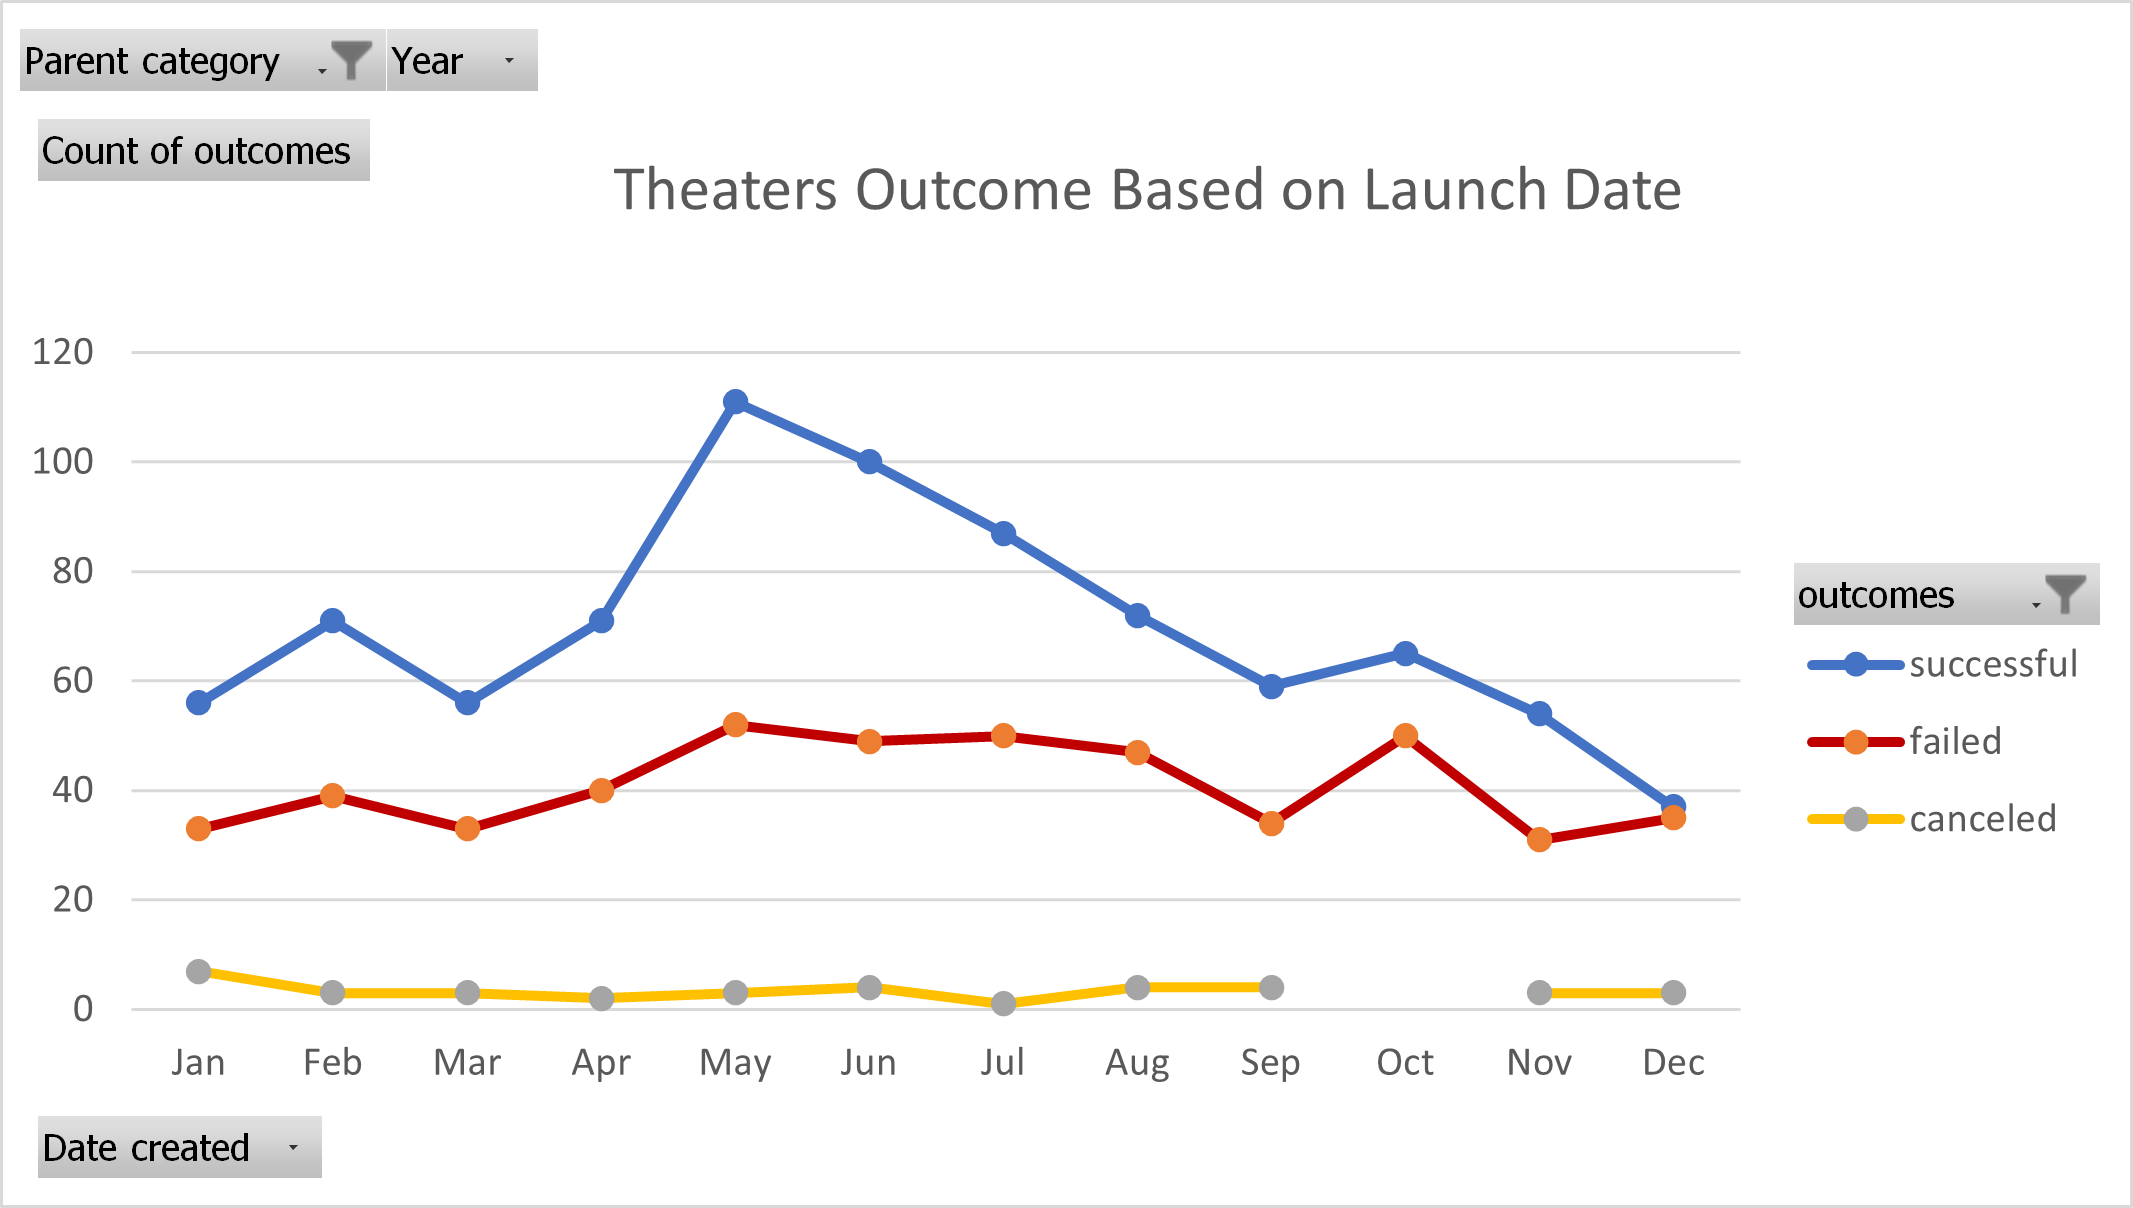 Parent category Year
Count of outcomes
Theaters Outcome Based on Launch Date
120
100
80
60
40
20
0
Jan Feb Mar Apr May Jun Jul Aug Sep Oct Nov Dec
outcomes
successful
failed
canceled
Date created